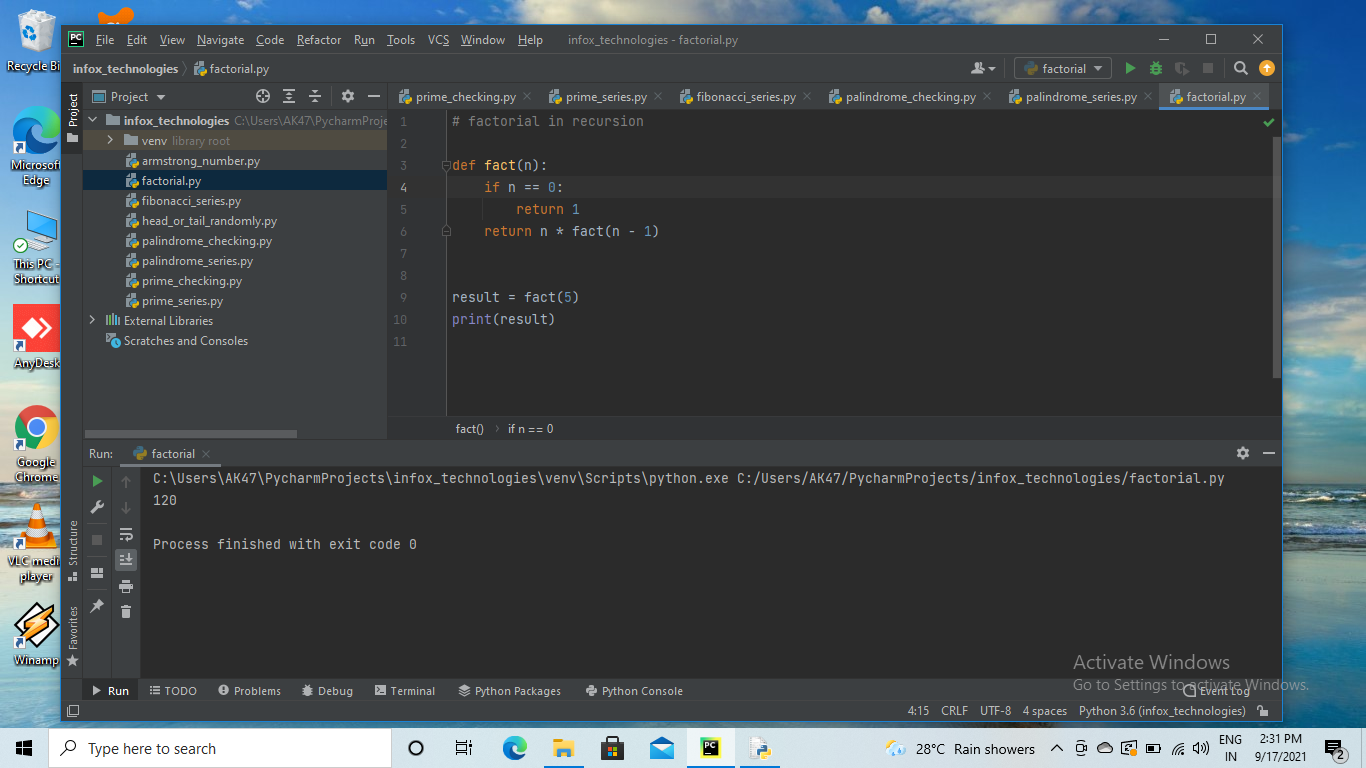 Recycle Bi
Microsoft
Edge
This PC -
Shortcut
AnyDesk
Google
Chrome
VLC medi
player
Winamp
PC File Edit View Navigate Code Refactor Run Tools VCS Window Help infox_technologies - factorial.py
infox_technologies factorial.py factorial
Project
Project
prime_checking.py prime_series.py fibonacci_series.py palindrome_checking.py palindrome_series.py factorial.py
infox_technologies C:\Users\AK47\PycharmProje
venv library root
armstrong_number.py
factorial.py
fibonacci_series.py
head_or_tail_randomly.py
palindrome_checking.py
palindrome_series.py
prime_checking.py
prime_series.py
External Libraries
Scratches and Consoles
1 # factorial in recursion
2
3 def fact(n):
4 if n == 0:
5 return 1
6 return n * fact(n - 1)
7
8
9 result = fact(5)
10 print(result)
11
fact() if n == 0
Run: factorial
C:\Users\AK47\PycharmProjects\infox_technologies\venv\Scripts\python.exe C:/Users/AK47/PycharmProjects/infox_technologies/factorial.py
120
Process finished with exit code 0
Structure
Favorites
Activate Windows
Go to Settings to activate Windows.
Run TODO Problems Debug Terminal Python Packages Python Console Event Log
4:15 CRLF UTF-8 4 spaces Python 3.6 (infox_technologies)
Type here to search
PC
28°C Rain showers
ENG
IN
2:31 PM
9/17/2021
2